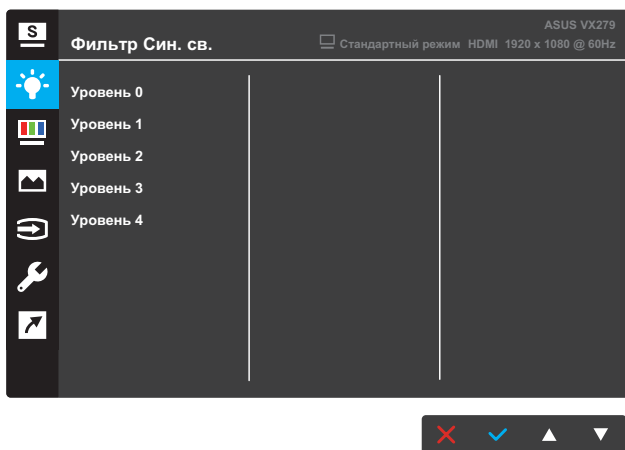 S
ASUS VX279
Фильтр Син. св.
Стандартный режим HDMI 1920 x 1080 @ 60Hz
Уровень 0
Уровень 1
Уровень 2
Уровень 3
Уровень 4